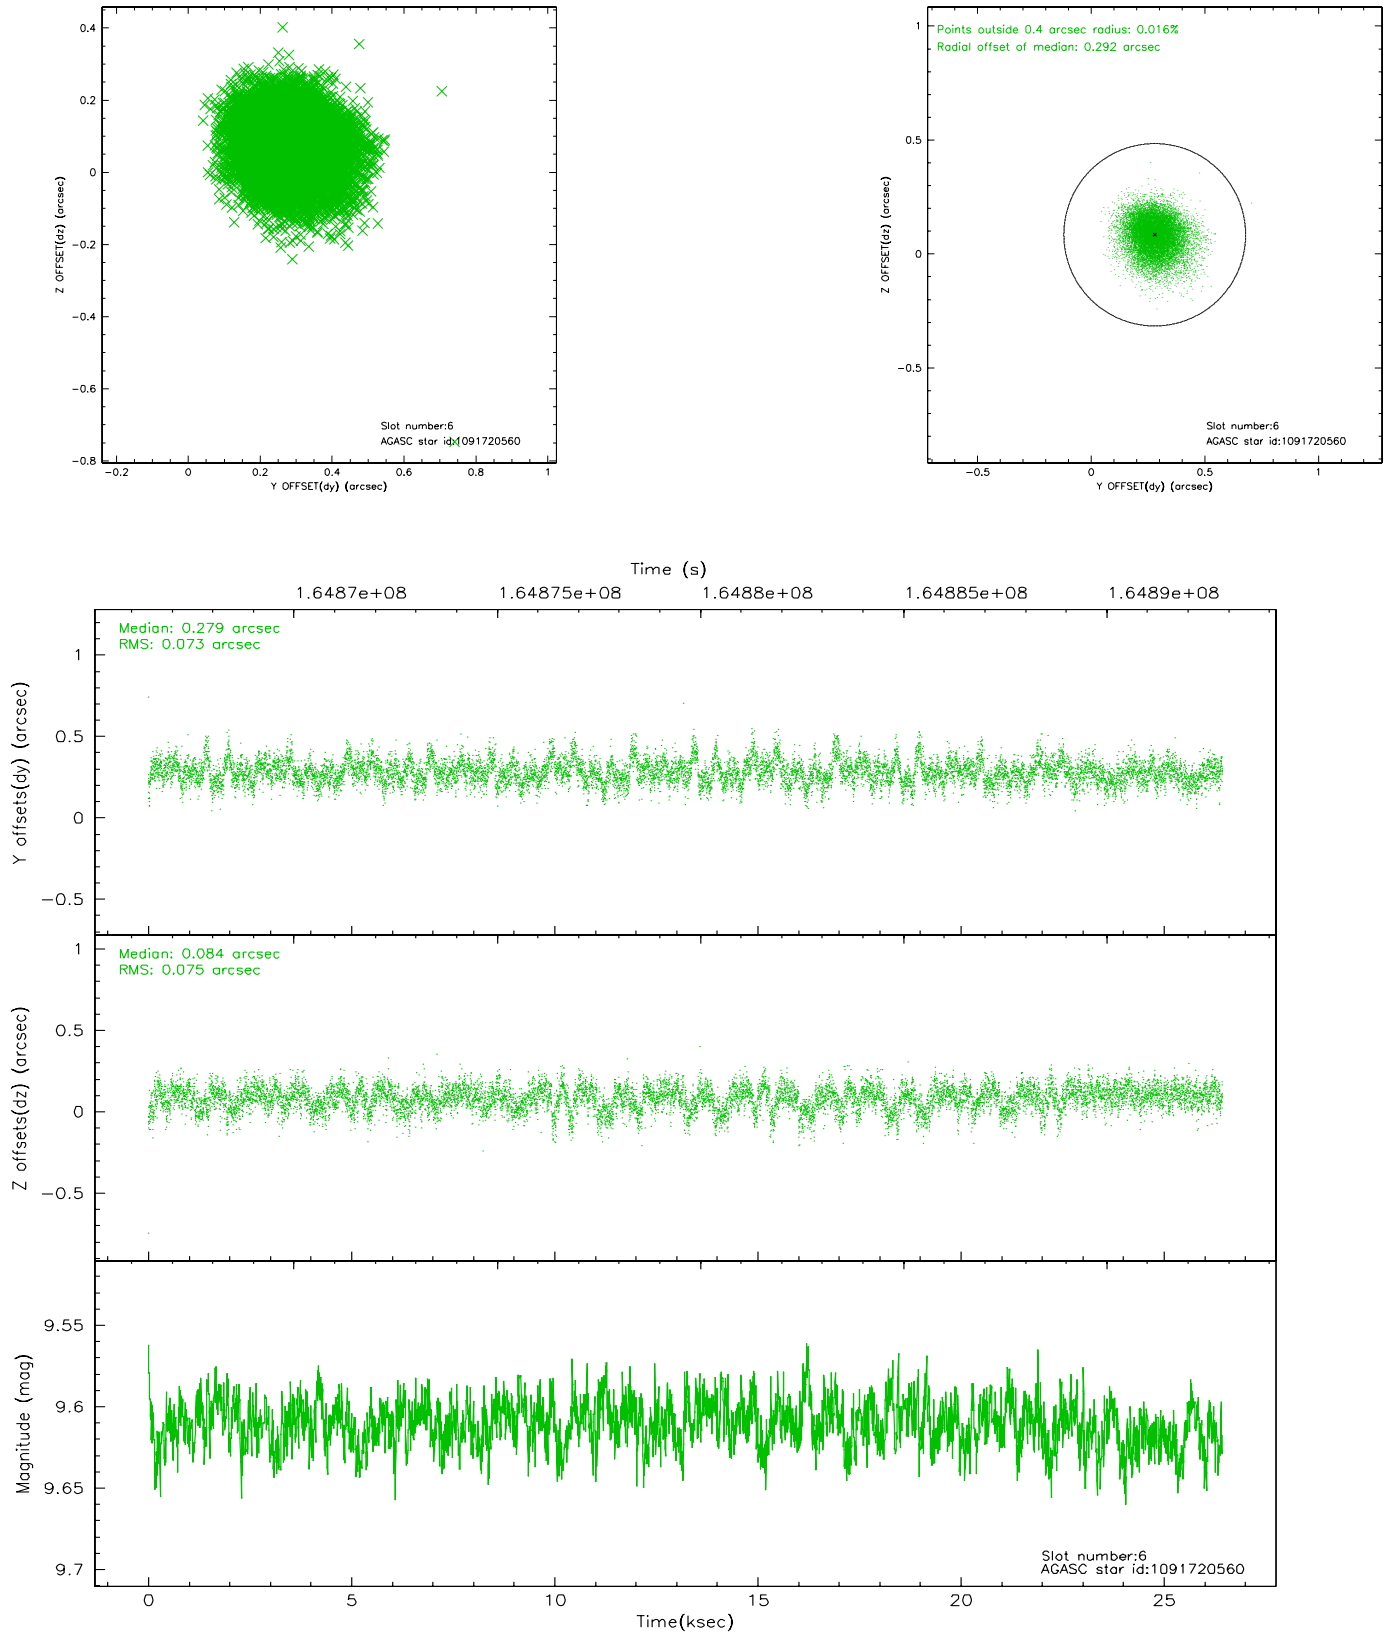 0.4
0.2
0
-0.2
-0.4
-0.6
-0.8
Z OFFSET(dz) (arcsec)
Slot number:6
AGASC star id:1091720560
-0.2 0 0.2 0.4 0.6 0.8 1
Y OFFSET(dy) (arcsec)
Points outside 0.4 arcsec radius: 0.016%
Radial offset of median: 0.292 arcsec
1
0.5
0
-0.5
Z OFFSET(dz) (arcsec)
Slot number:6
AGASC star id:1091720560
-0.5 0 0.5 1
Y OFFSET(dy) (arcsec)
Time (s)
1.6487e+08 1.64875e+08 1.6488e+08 1.64885e+08 1.6489e+08
Median: 0.279 arcsec
RMS: 0.073 arcsec
1
0.5
0
-0.5
Y offsets(dy) (arcsec)
Median: 0.084 arcsec
RMS: 0.075 arcsec
1
0.5
0
-0.5
Z offsets(dz) (arcsec)
9.55
9.6
9.65
9.7
Magnitude (mag)
Slot number:6
AGASC star id:1091720560
0 5 10 15 20 25
Time(ksec)